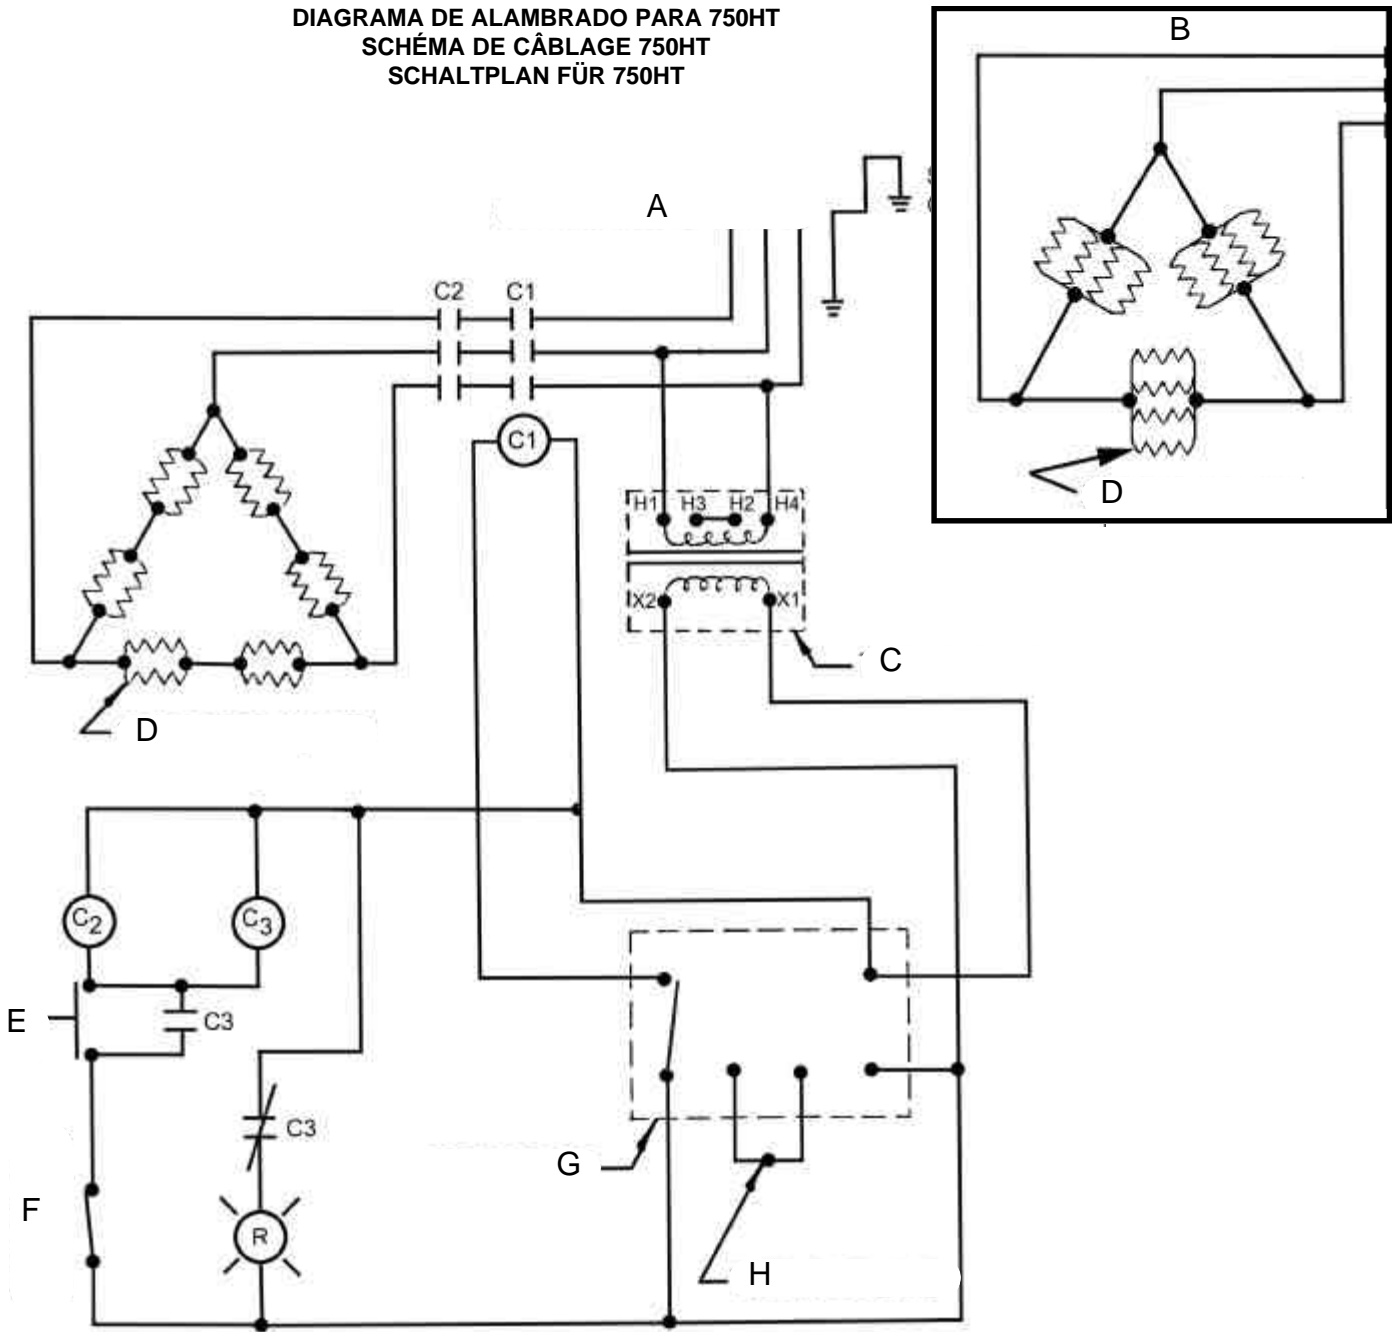 DIAGRAMA DE ALAMBRADO PARA 750HT
SCHÉMA DE CÂBLAGE 750HT
SCHALTPLAN FÜR 750HT
B
A
C2 C1
C1
D
H1 H3 H2 H4
X2 X1
C
D
C2 C3
E
C3
C3
G
F
R
H